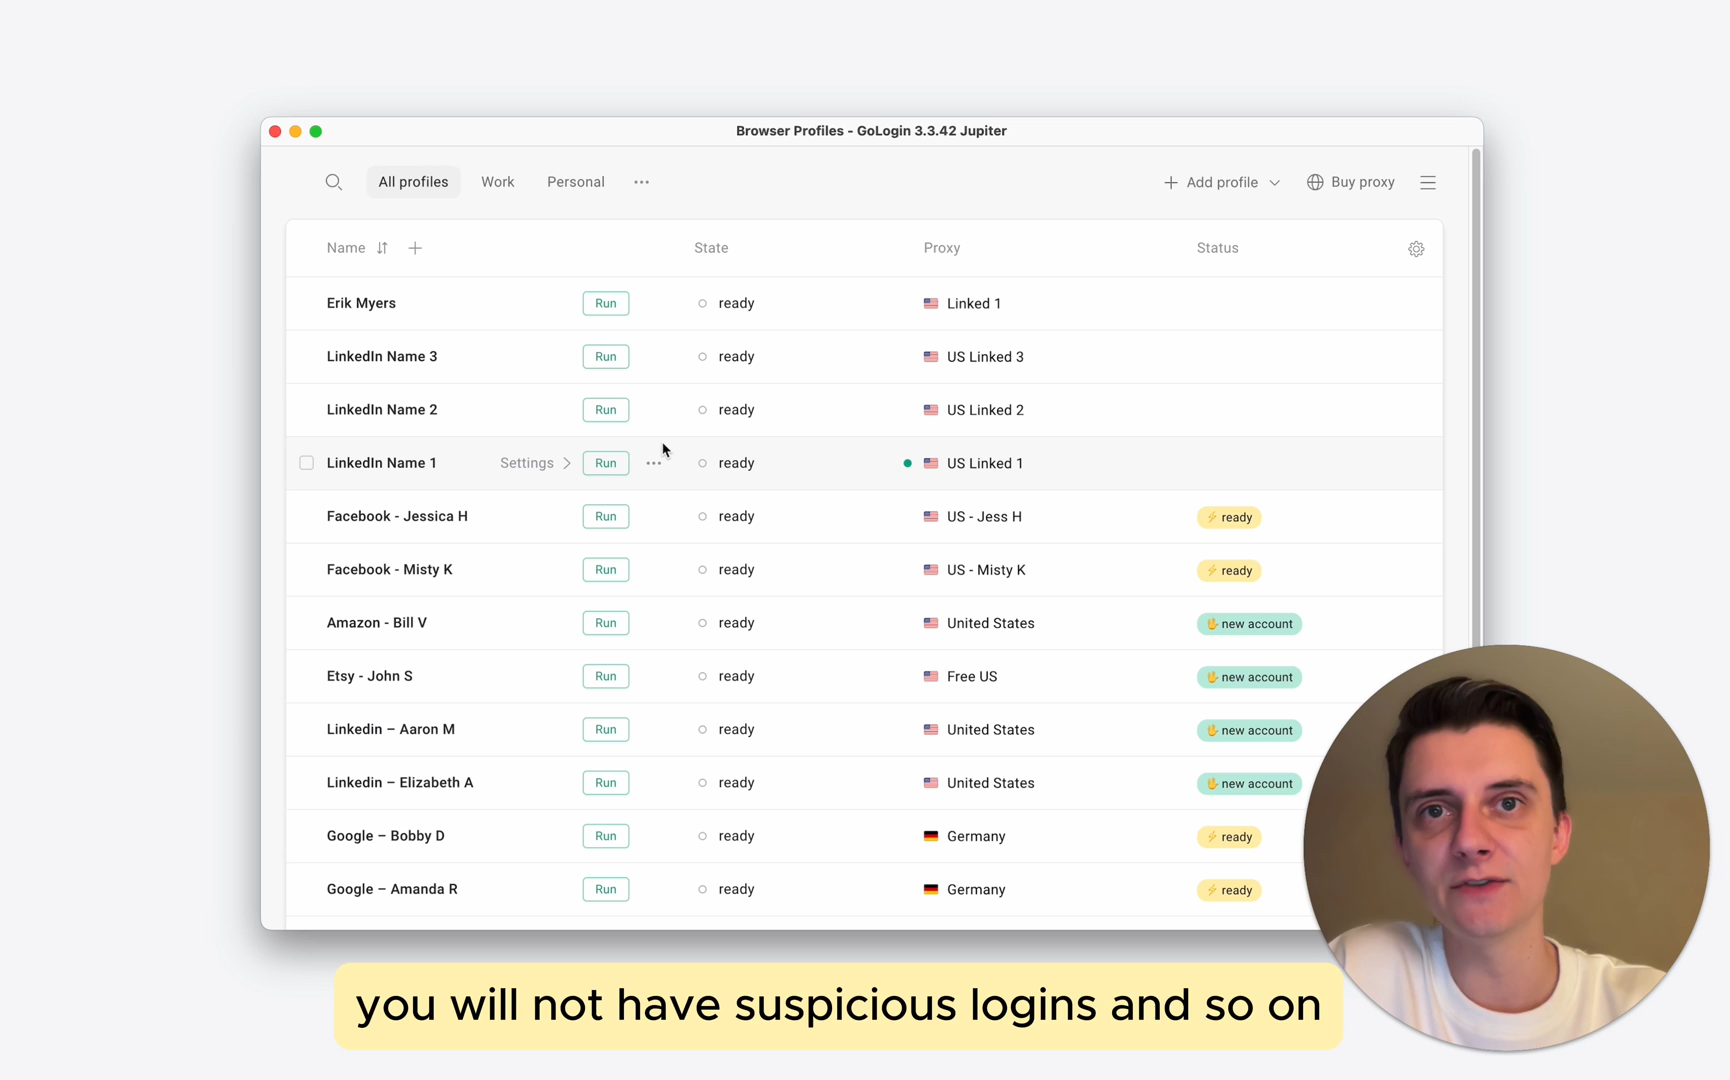 Browser Profiles - GoLogin 3.3.42 Jupiter
All profiles Work Personal ··· + Add profile Buy proxy
Name + State Proxy Status
Erik Myers Run ready Linked 1
LinkedIn Name 3 Run ready US Linked 3
LinkedIn Name 2 Run ready US Linked 2
LinkedIn Name 1 Settings > Run ··· ready US Linked 1
Facebook - Jessica H Run ready US - Jess H ⚡ ready
Facebook - Misty K Run ready US - Misty K ⚡ ready
Amazon - Bill V Run ready United States 🖖 new account
Etsy - John S Run ready Free US 🖖 new account
Linkedin – Aaron M Run ready United States 🖖 new account
Linkedin – Elizabeth A Run ready United States 🖖 new account
Google – Bobby D Run ready Germany ⚡ ready
Google – Amanda R Run ready Germany ⚡ ready
you will not have suspicious logins and so on